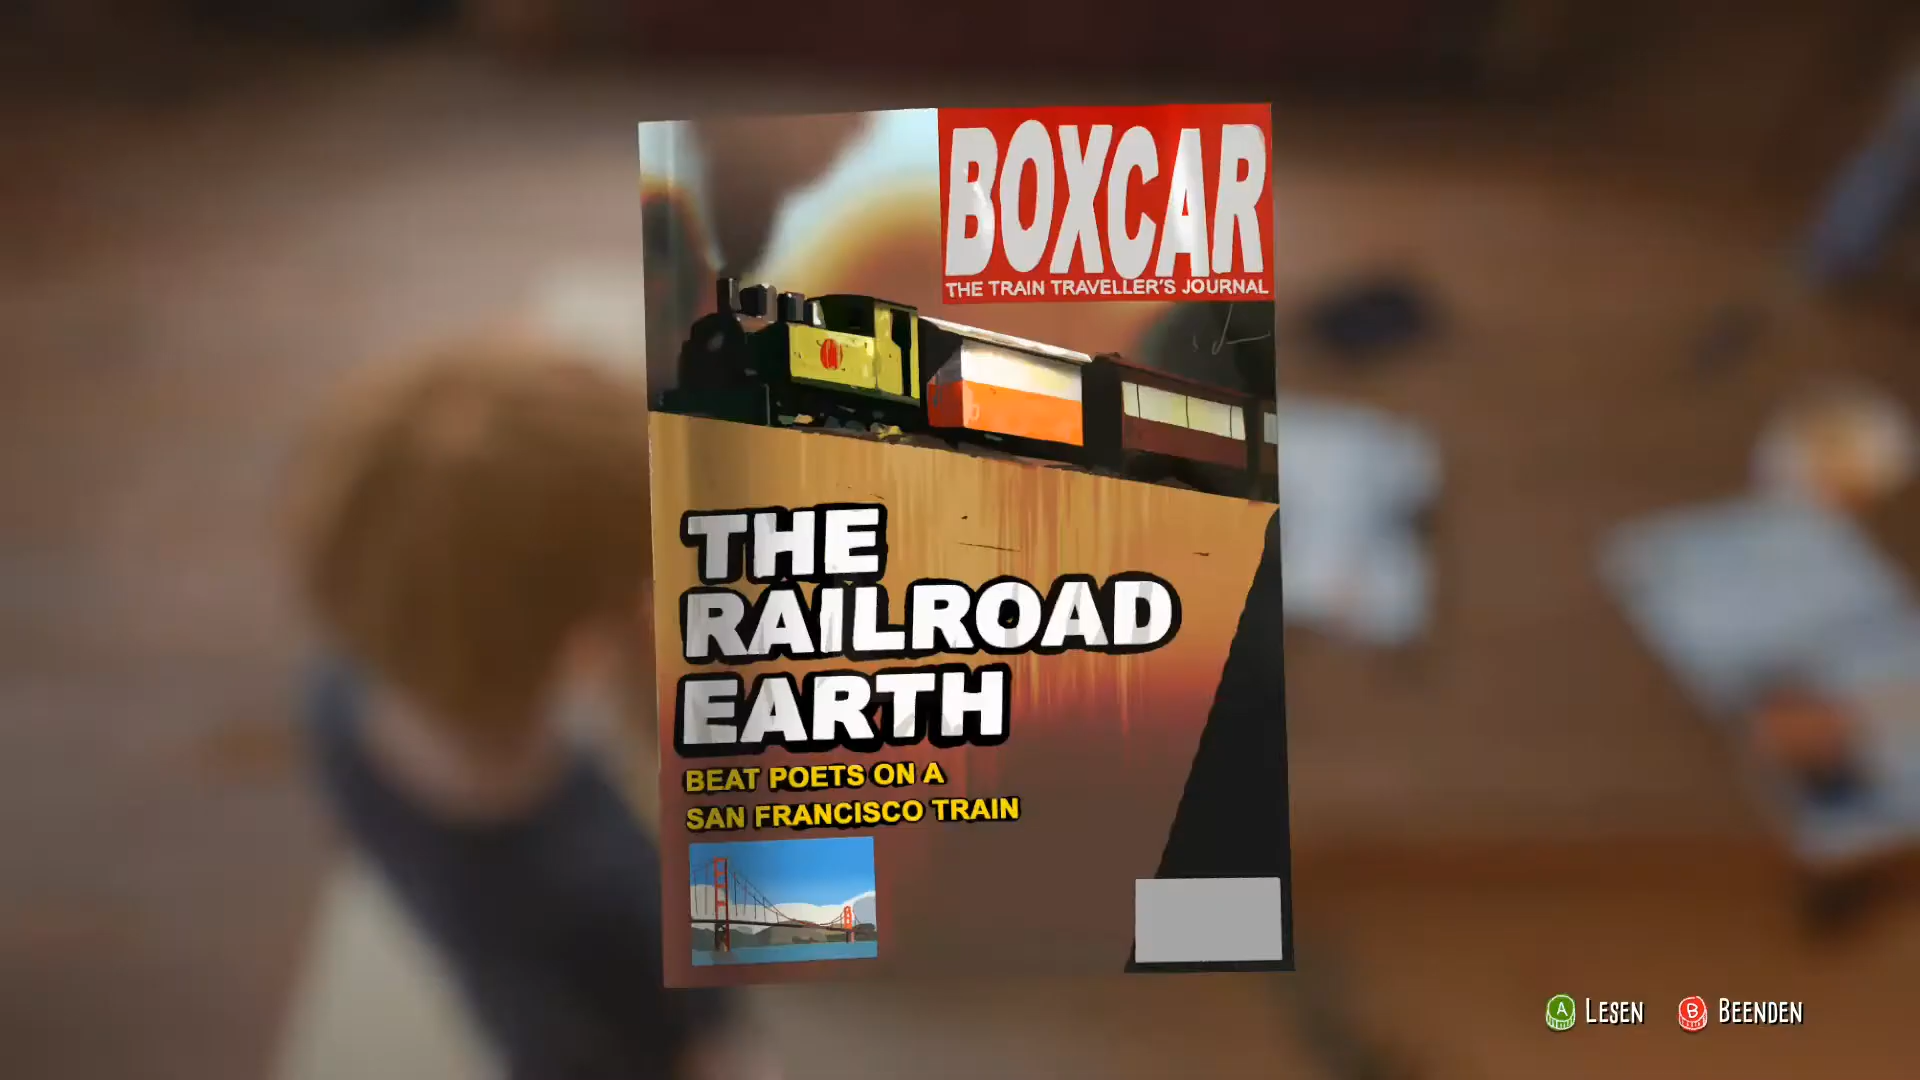 BOXCAR
THE TRAIN TRAVELLER'S JOURNAL
THE
RAILROAD
EARTH
BEAT POETS ON A
SAN FRANCISCO TRAIN
A LESEN B BEENDEN